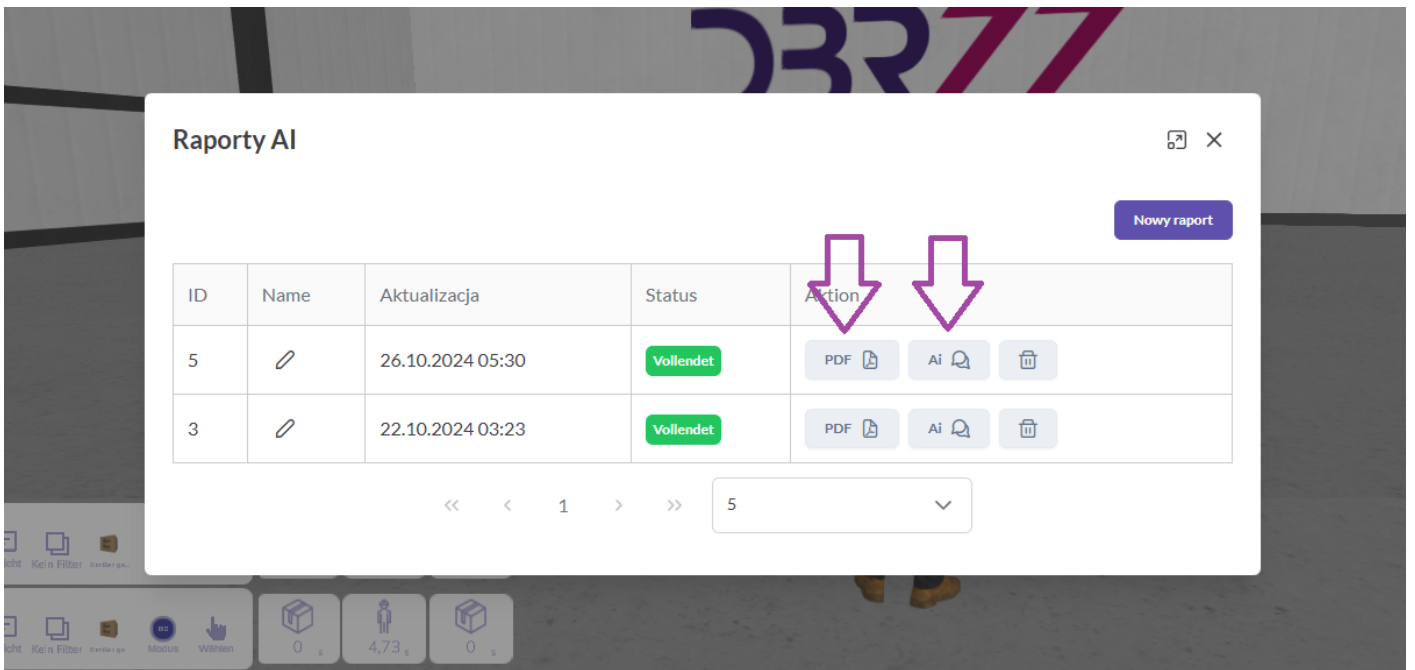 DBR77
Raporty AI
Nowy raport
ID Name Aktualizacja Status Aktion
5 26.10.2024 05:30 Vollendet PDF Ai
3 22.10.2024 03:23 Vollendet PDF Ai
<< < 1 > >> 5
icht Kein Filter
icht Kein Filter Modus Wählen 0 s 4,73 s 0 s